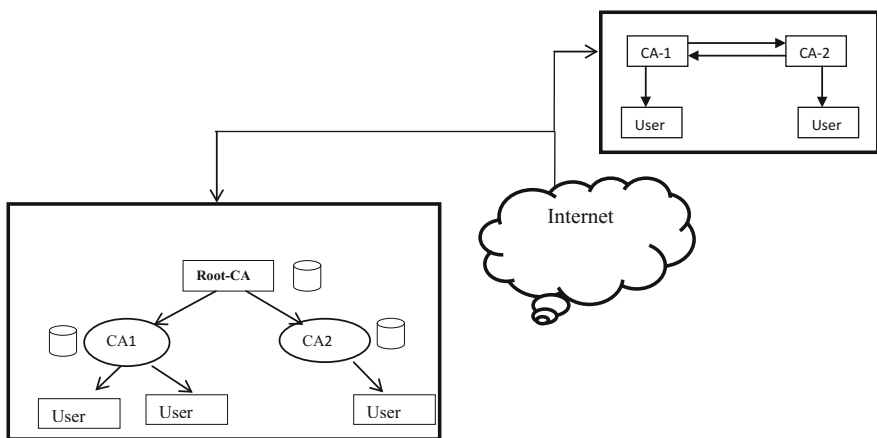 CA-1
CA-2
User
User
Internet
Root-CA
CA1
CA2
User
User
User